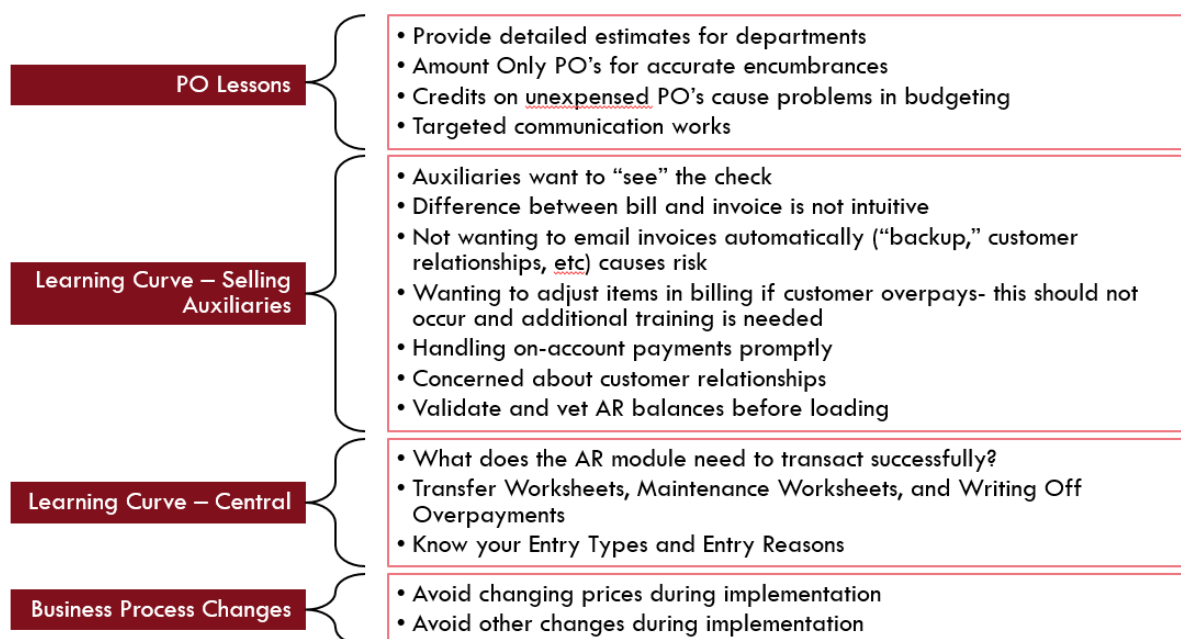 PO Lessons
• Provide detailed estimates for departments
• Amount Only PO's for accurate encumbrances
• Credits on unexpensed PO's cause problems in budgeting
• Targeted communication works
Learning Curve – Selling
Auxiliaries
• Auxiliaries want to “see” the check
• Difference between bill and invoice is not intuitive
• Not wanting to email invoices automatically (“backup,” customer
relationships, etc) causes risk
• Wanting to adjust items in billing if customer overpays- this should not
occur and additional training is needed
• Handling on-account payments promptly
• Concerned about customer relationships
• Validate and vet AR balances before loading
Learning Curve – Central
• What does the AR module need to transact successfully?
• Transfer Worksheets, Maintenance Worksheets, and Writing Off
Overpayments
• Know your Entry Types and Entry Reasons
Business Process Changes
• Avoid changing prices during implementation
• Avoid other changes during implementation